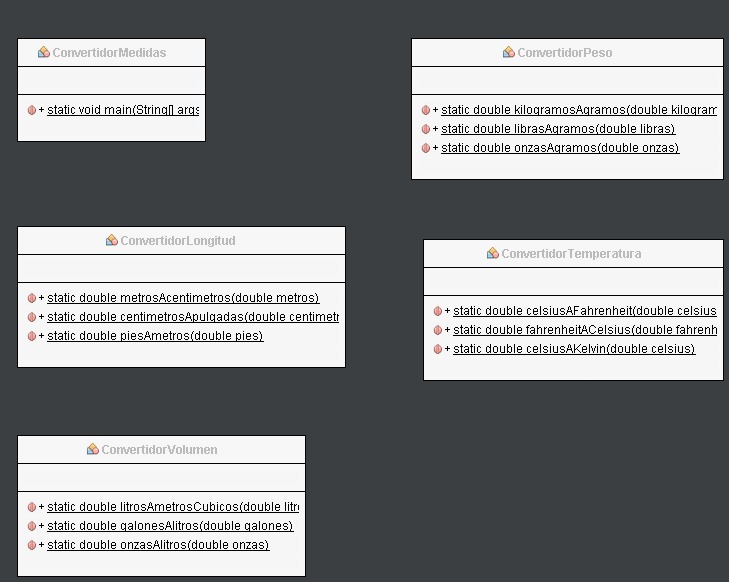 ConvertidorMedidas
+ static void main(String[] args
ConvertidorPeso
+ static double kilogramosAgramos(double kilogram
+ static double librasAgramos(double libras)
+ static double onzasAgramos(double onzas)
ConvertidorLongitud
+ static double metrosAcentimetros(double metros)
+ static double centimetrosApulgadas(double centimetr
+ static double piesAmetros(double pies)
ConvertidorTemperatura
+ static double celsiusAFahrenheit(double celsius
+ static double fahrenheitACelsius(double fahrenh
+ static double celsiusAKelvin(double celsius)
ConvertidorVolumen
+ static double litrosAmetrosCubicos(double litr
+ static double galonesAlitros(double galones)
+ static double onzasAlitros(double onzas)